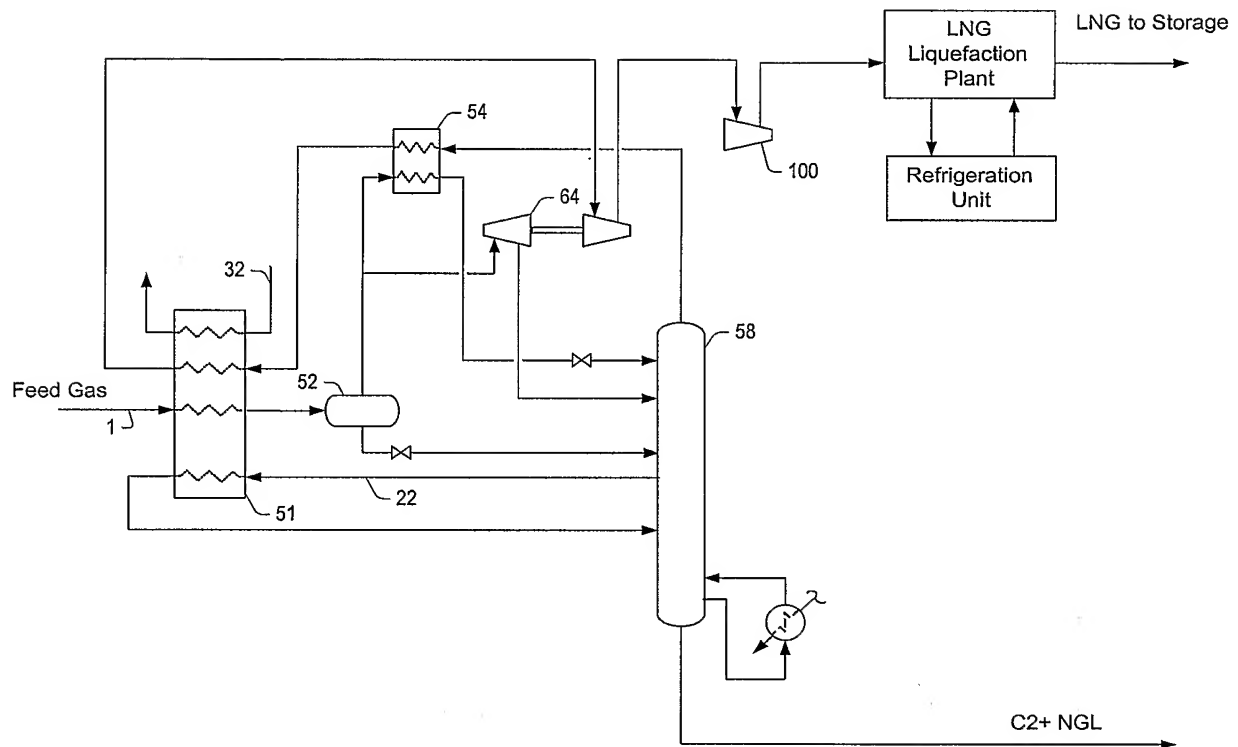 LNG
Liquefaction
Plant
LNG to Storage
54
100
Refrigeration
Unit
64
32
58
Feed Gas
52
1
22
51
C2+ NGL